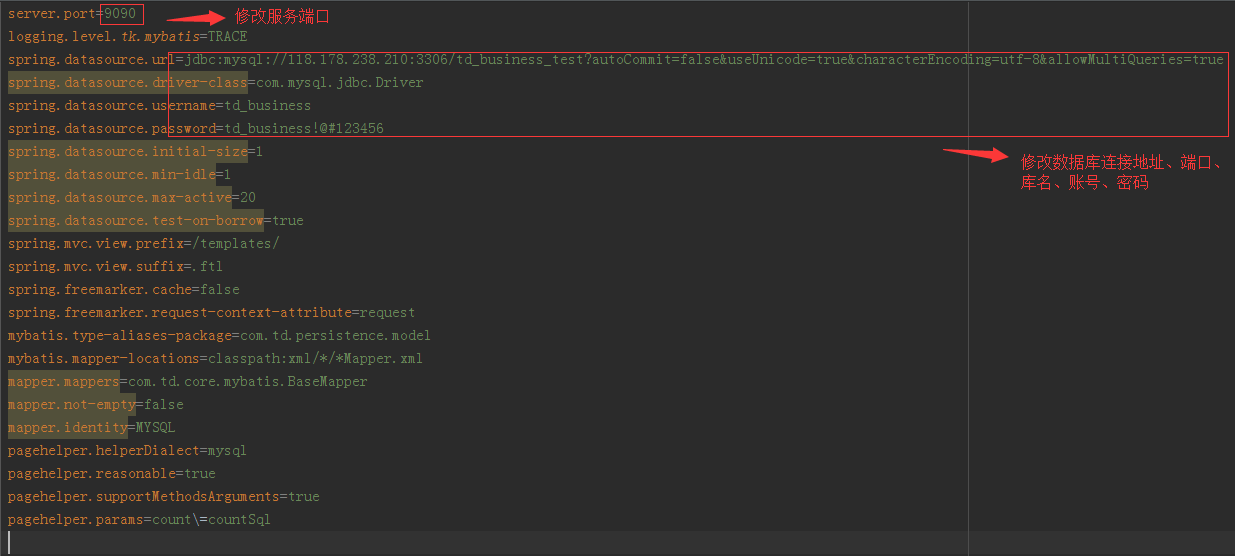 server.port=9090
修改服务端口
logging.level.tk.mybatis=TRACE
spring.datasource.url=jdbc:mysql://118.178.238.210:3306/td_business_test?autoCommit=false&useUnicode=true&characterEncoding=utf-8&allowMultiQueries=true
spring.datasource.driver-class=com.mysql.jdbc.Driver
spring.datasource.username=td_business
spring.datasource.password=td_business!@#123456
spring.datasource.initial-size=1
修改数据库连接地址、端口、
库名、账号、密码
spring.datasource.min-idle=1
spring.datasource.max-active=20
spring.datasource.test-on-borrow=true
spring.mvc.view.prefix=/templates/
spring.mvc.view.suffix=.ftl
spring.freemarker.cache=false
spring.freemarker.request-context-attribute=request
mybatis.type-aliases-package=com.td.persistence.model
mybatis.mapper-locations=classpath:xml/*/*Mapper.xml
mapper.mappers=com.td.core.mybatis.BaseMapper
mapper.not-empty=false
mapper.identity=MYSQL
pagehelper.helperDialect=mysql
pagehelper.reasonable=true
pagehelper.supportMethodsArguments=true
pagehelper.params=count\=countSql